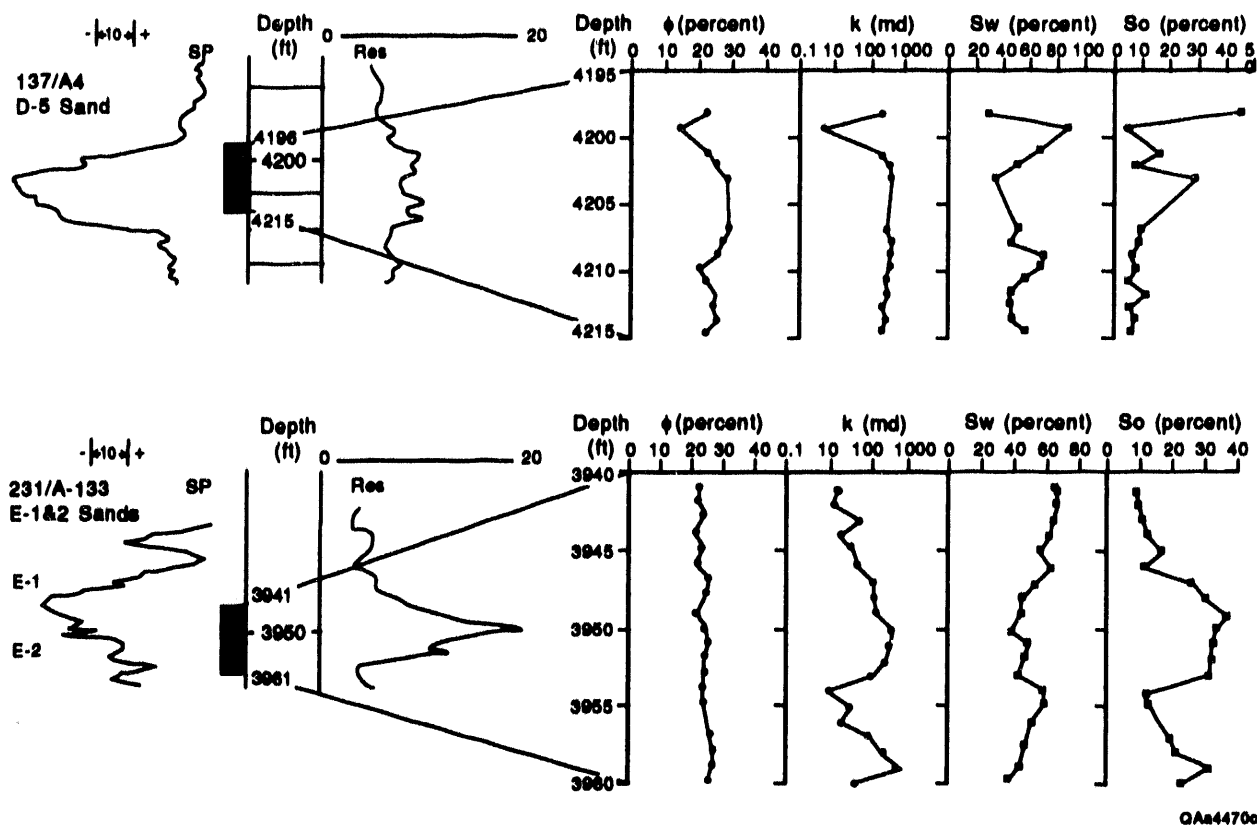 -|←10→|+
SP
137/A4
D-5 Sand
Depth
(ft)
0 20
Res
4196
4200
4215
Depth
(ft)
4195
4200
4205
4210
4215
ϕ (percent)
0 10 20 30 40 0
k (md)
0.1 10 100 1000
Sw (percent)
20 40 60 80 100
So (percent)
0 5 10 20 30 40 5
-|←10→|+
231/A-133
E-1&2 Sands
SP
E-1
E-2
Depth
(ft)
0 20
Res
3941
3950
3961
Depth
(ft)
3940
3945
3950
3955
3960
ϕ (percent)
0 10 20 30 40 0
k (md)
0.1 10 100 1000
Sw (percent)
0 20 40 60 80
So (percent)
0 10 20 30 40
QAa4470c